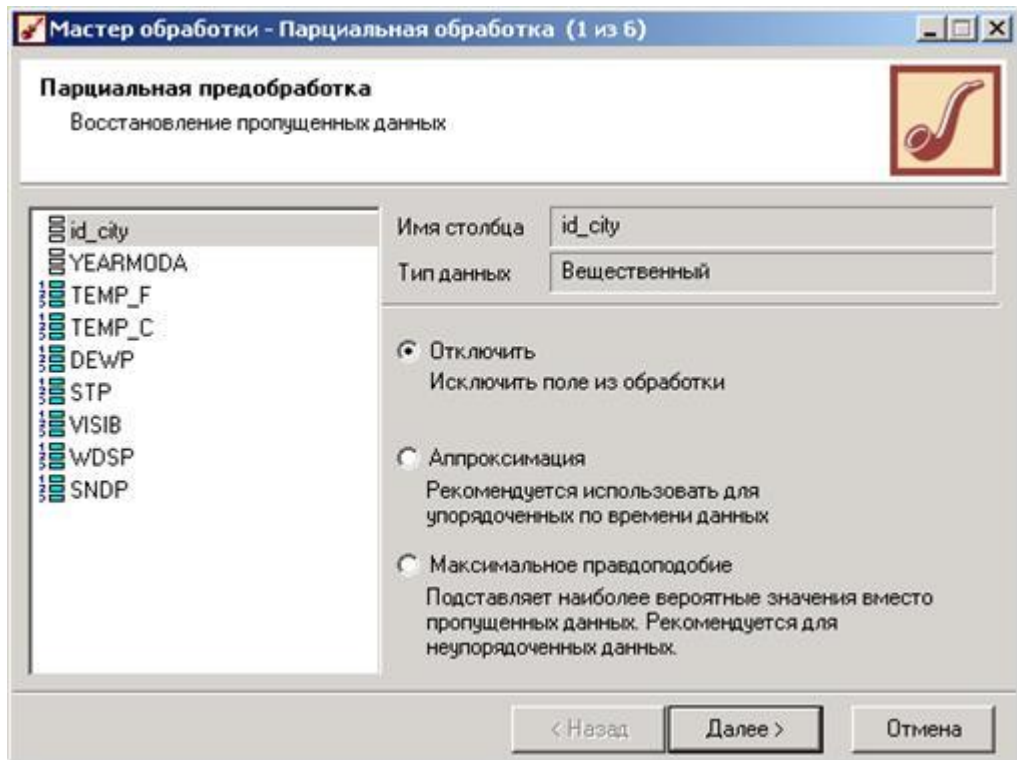 Мастер обработки - Парциальная обработка (1 из 6)
Парциальная предобработка
Восстановление пропущенных данных
id_city
YEARMODA
TEMP_F
TEMP_C
DEWP
STP
VISIB
WDSP
SNDP
Имя столбца
id_city
Тип данных
Вещественный
Отключить
Исключить поле из обработки
Аппроксимация
Рекомендуется использовать для
упорядоченных по времени данных
Максимальное правдоподобие
Подставляет наиболее вероятные значения вместо
пропущенных данных. Рекомендуется для
неупорядоченных данных.
< Назад
Далее >
Отмена